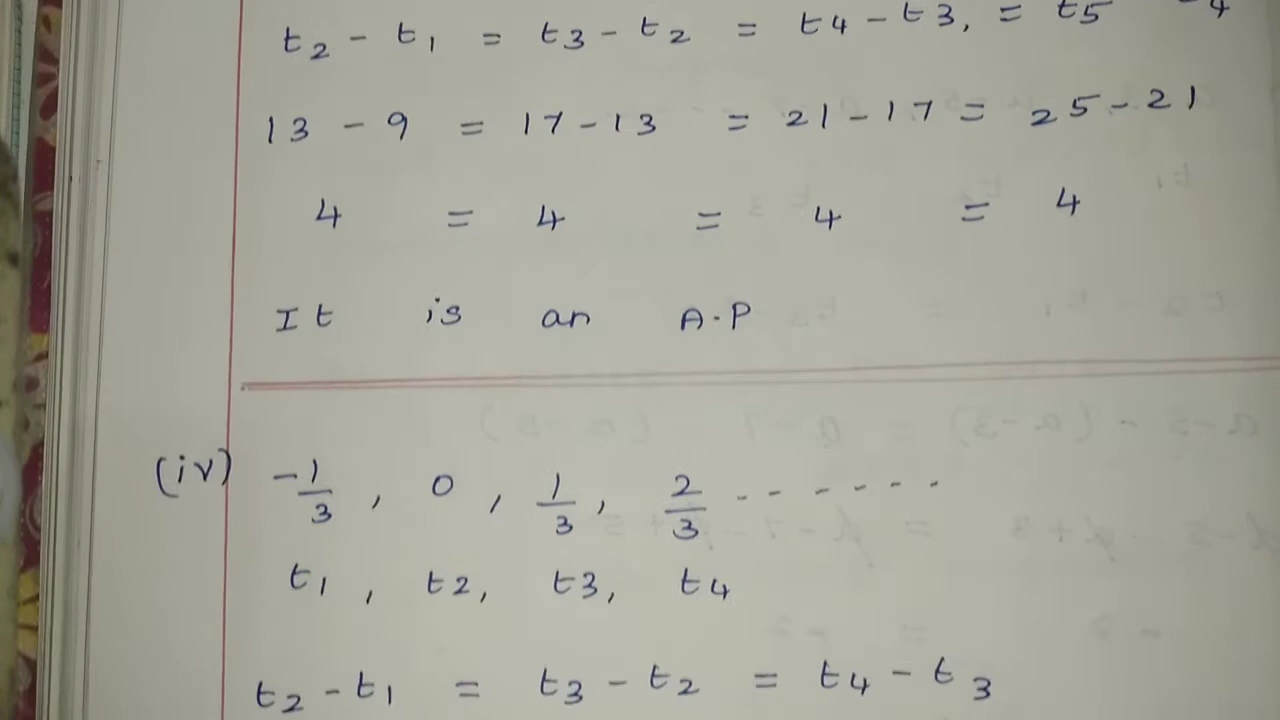 t2 - t1 = t3 - t2 = t4 - t3, = t5 - 4
13 - 9 = 17 - 13 = 21 - 17 = 25 - 21
4 = 4 = 4 = 4
It is an A.P
(iv) -1/3 , 0 , 1/3 , 2/3 -------
t1 , t2, t3, t4
t2 - t1 = t3 - t2 = t4 - t3